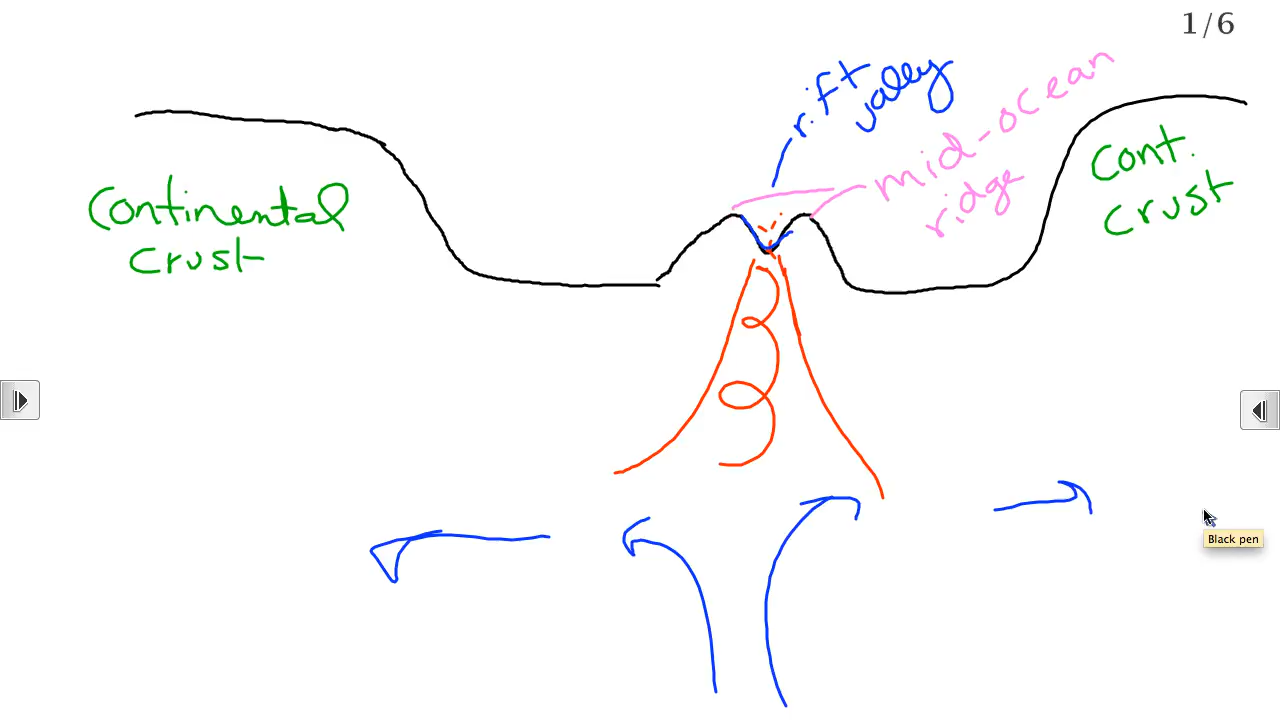 1/6
rift
valley
mid-ocean
ridge
Continental
crust
Cont.
Crust
Black pen